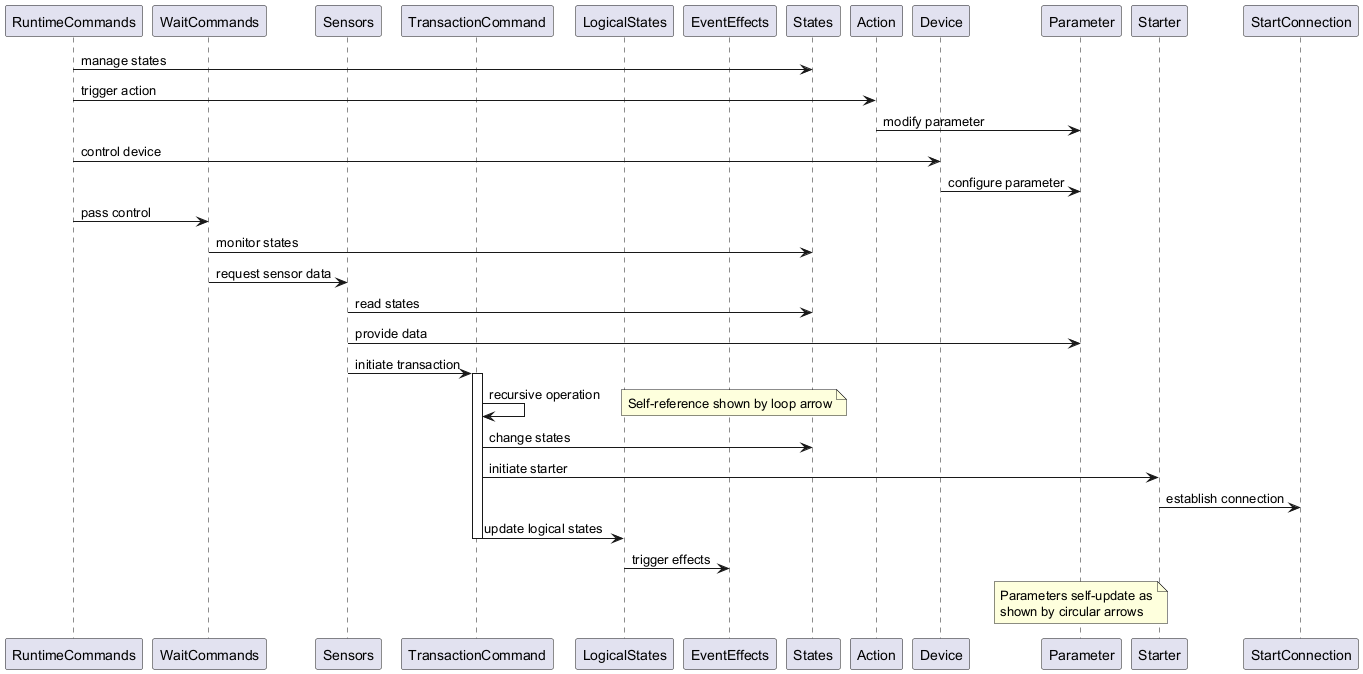 RuntimeCommands WaitCommands Sensors TransactionCommand LogicalStates EventEffects States Action Device Parameter Starter StartConnection
manage states
trigger action
modify parameter
control device
configure parameter
pass control
monitor states
request sensor data
read states
provide data
initiate transaction
recursive operation
Self-reference shown by loop arrow
change states
initiate starter
establish connection
update logical states
trigger effects
Parameters self-update as
shown by circular arrows
RuntimeCommands WaitCommands Sensors TransactionCommand LogicalStates EventEffects States Action Device Parameter Starter StartConnection